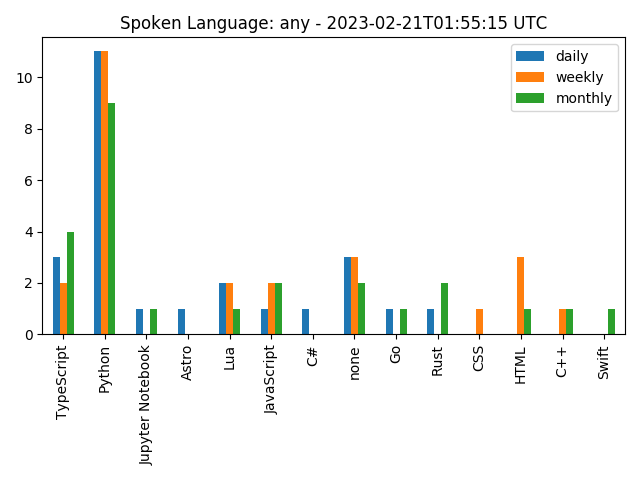 Spoken Language: any - 2023-02-21T01:55:15 UTC
daily
weekly
monthly
10
8
6
4
2
0
TypeScript
Python
Jupyter Notebook
Astro
Lua
JavaScript
C#
none
Go
Rust
CSS
HTML
C++
Swift